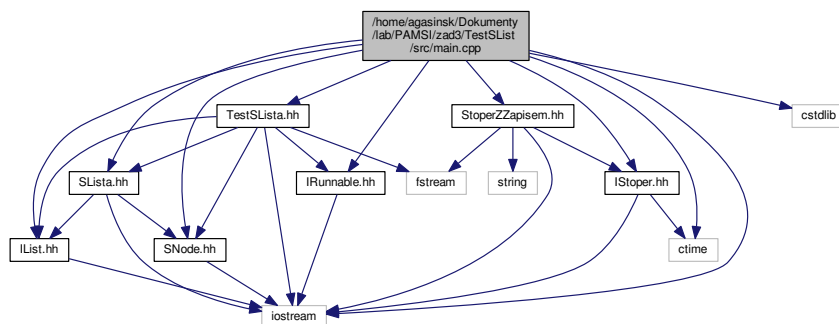 /home/agasinsk/Dokumenty
/lab/PAMSI/zad3/TestSList
/src/main.cpp
TestSLista.hh
StoperZZapisem.hh
cstdlib
SLista.hh
IRunnable.hh
fstream
string
IStoper.hh
IList.hh
SNode.hh
ctime
iostream